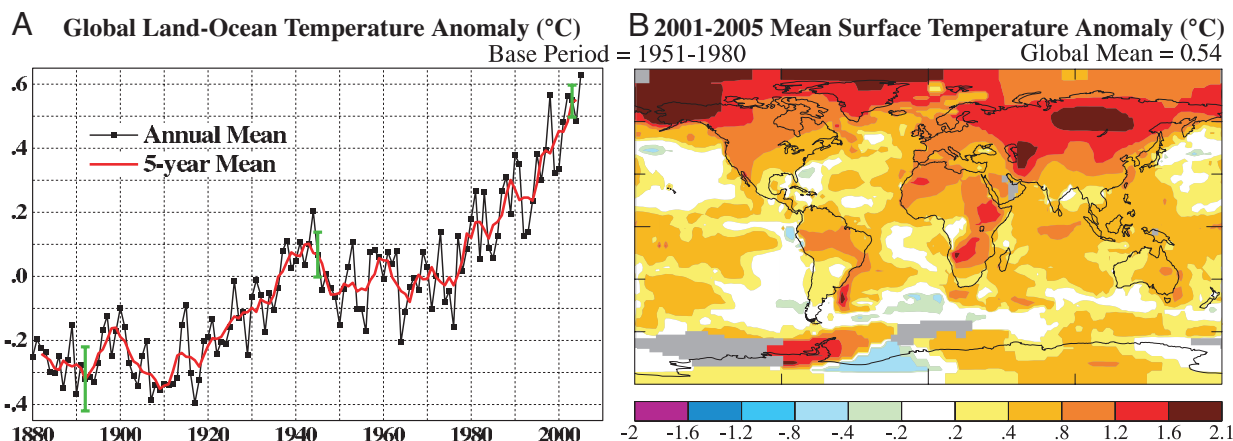 A Global Land-Ocean Temperature Anomaly (°C)
B 2001-2005 Mean Surface Temperature Anomaly (°C)
Base Period = 1951-1980
Global Mean = 0.54
.6
.4
.2
.0
-.2
-.4
Annual Mean
5-year Mean
1880 1900 1920 1940 1960 1980 2000
-2 -1.6 -1.2 -.8 -.4 -.2 .2 .4 .8 1.2 1.6 2.1